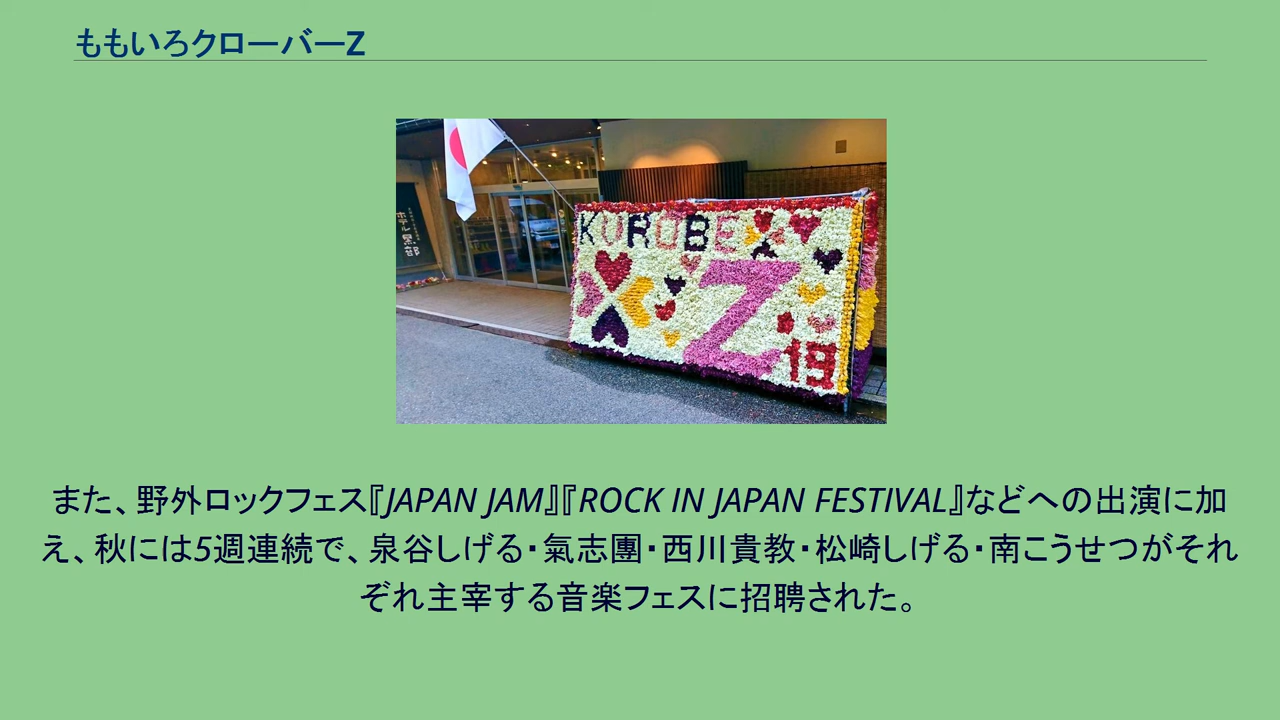 ももいろクローバーZ
KUROBE
Z
19
また、野外ロックフェス『JAPAN JAM』『ROCK IN JAPAN FESTIVAL』などへの出演に加
え、秋には5週連続で、泉谷しげる・氣志團・西川貴教・松崎しげる・南こうせつがそれ
ぞれ主宰する音楽フェスに招聘された。